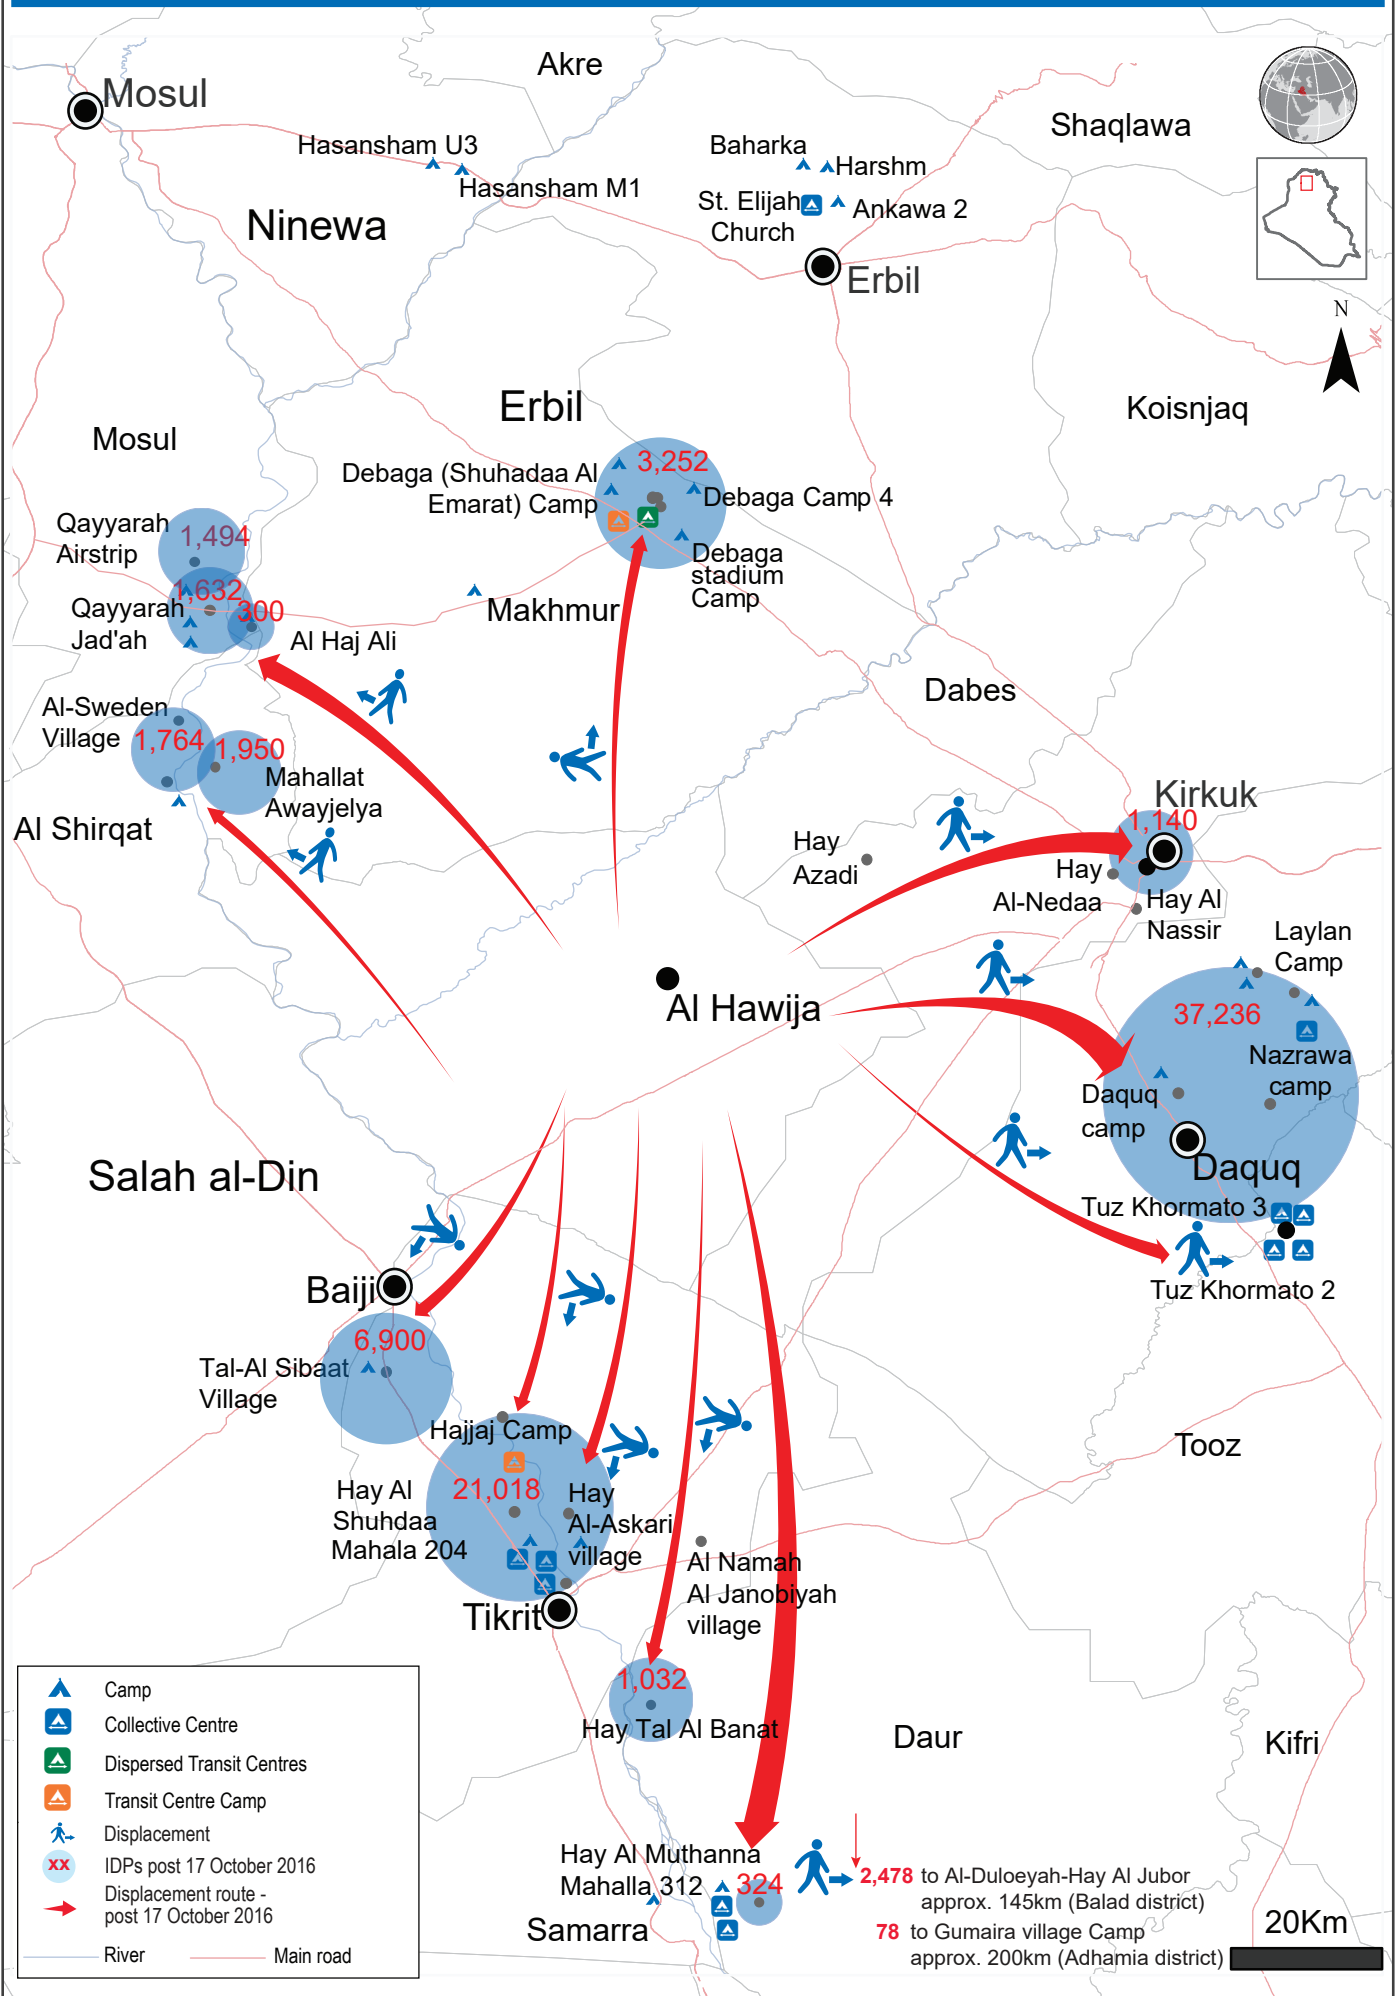 Akre
Mosul
Shaqlawa
Hasansham U3
Hasansham M1
Baharka
Harshm
St. Elijah
Church
Ankawa 2
Ninewa
Erbil
N
Erbil
Koisnjaq
Mosul
Debaga (Shuhadaa Al
Emarat) Camp
3,252
Debaga Camp 4
Debaga
stadium
Camp
Qayyarah
Airstrip
1,494
1,632
300
Qayyarah
Jad'ah
Al Haj Ali
Makhmur
Al-Sweden
Village
1,764
1,950
Mahallat
Awayjelya
Al Shirqat
Dabes
Kirkuk
1,140
Hay
Azadi
Hay
Al-Nedaa
Hay Al
Nassir
Laylan
Camp
Al Hawija
37,236
Nazrawa
camp
Daquq
camp
Daquq
Salah al-Din
Tuz Khormato 3
Tuz Khormato 2
Baiji
6,900
Tal-Al Sibaat
Village
Hajjaj Camp
21,018
Hay Al
Shuhdaa
Mahala 204
Hay
Al-Askari
village
Tooz
Al Namah
Al Janobiyah
village
Tikrit
1,032
Hay Tal Al Banat
Daur
Kifri
Hay Al Muthanna
Mahalla 312
324
Samarra
2,478 to Al-Duloeyah-Hay Al Jubor
approx. 145km (Balad district)
78 to Gumaira village Camp
approx. 200km (Adhamia district)
20Km
Camp
Collective Centre
Dispersed Transit Centres
Transit Centre Camp
Displacement
xx IDPs post 17 October 2016
Displacement route -
post 17 October 2016
River
Main road